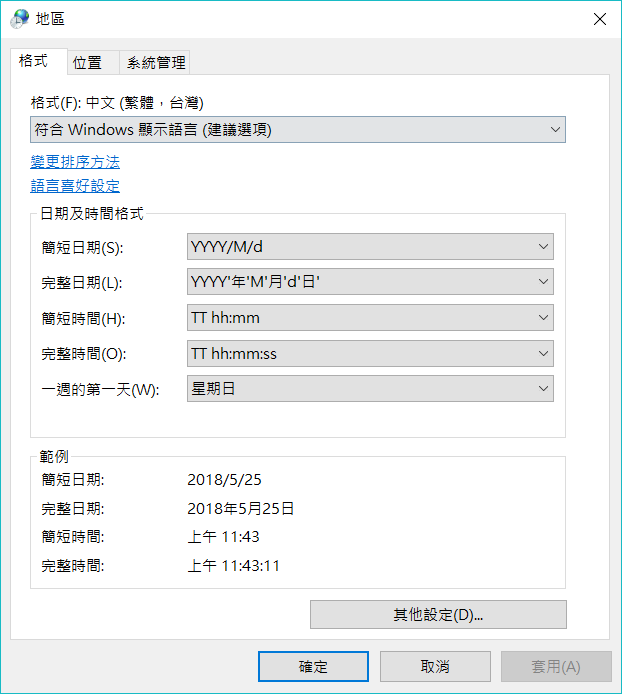 地區
格式 位置 系統管理
格式(F): 中文 (繁體，台灣)
符合 Windows 顯示語言 (建議選項)
變更排序方法
語言喜好設定
日期及時間格式
簡短日期(S): YYYY/M/d
完整日期(L): YYYY'年'M'月'd'日'
簡短時間(H): TT hh:mm
完整時間(O): TT hh:mm:ss
一週的第一天(W): 星期日
範例
簡短日期: 2018/5/25
完整日期: 2018年5月25日
簡短時間: 上午 11:43
完整時間: 上午 11:43:11
其他設定(D)...
確定 取消 套用(A)